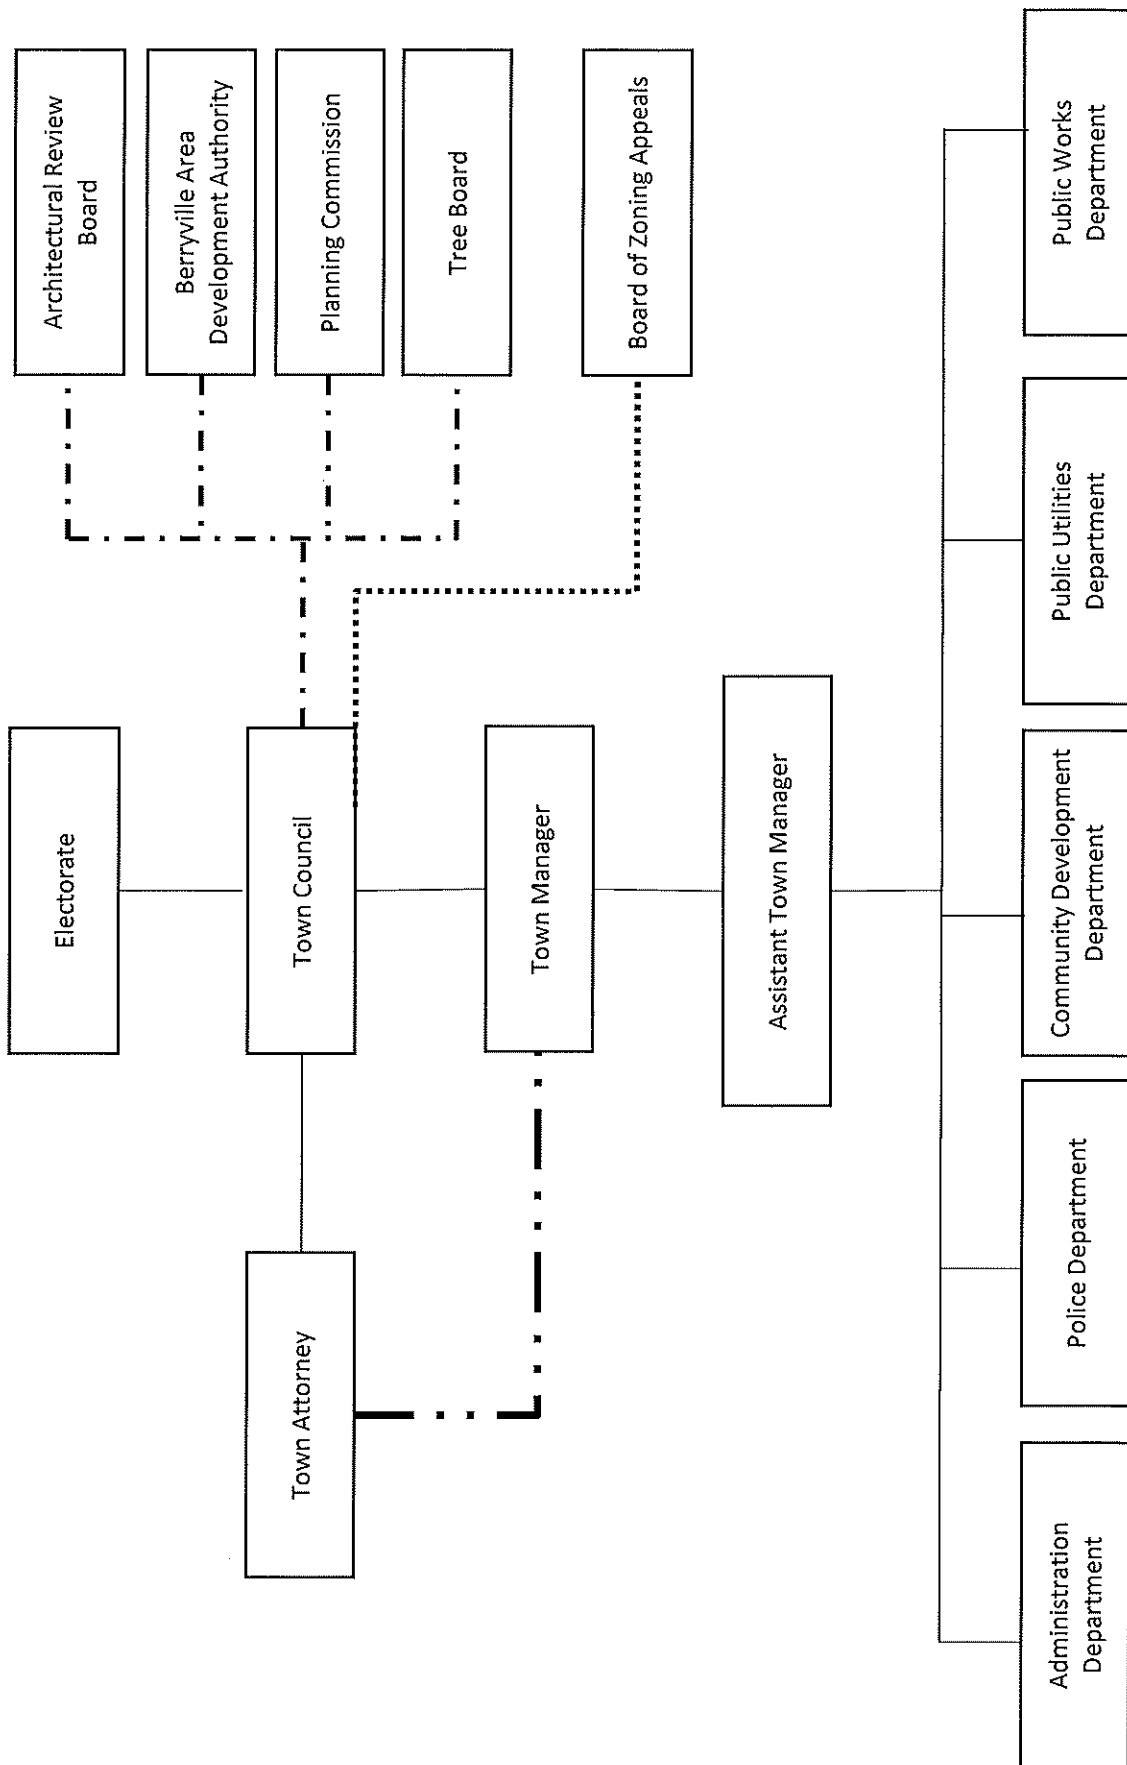 Electorate
Town Attorney
Town Council
Town Manager
Assistant Town Manager
Architectural Review
Board
Berryville Area
Development Authority
Planning Commission
Tree Board
Board of Zoning Appeals
Administration
Department
Police Department
Community Development
Department
Public Utilities
Department
Public Works
Department